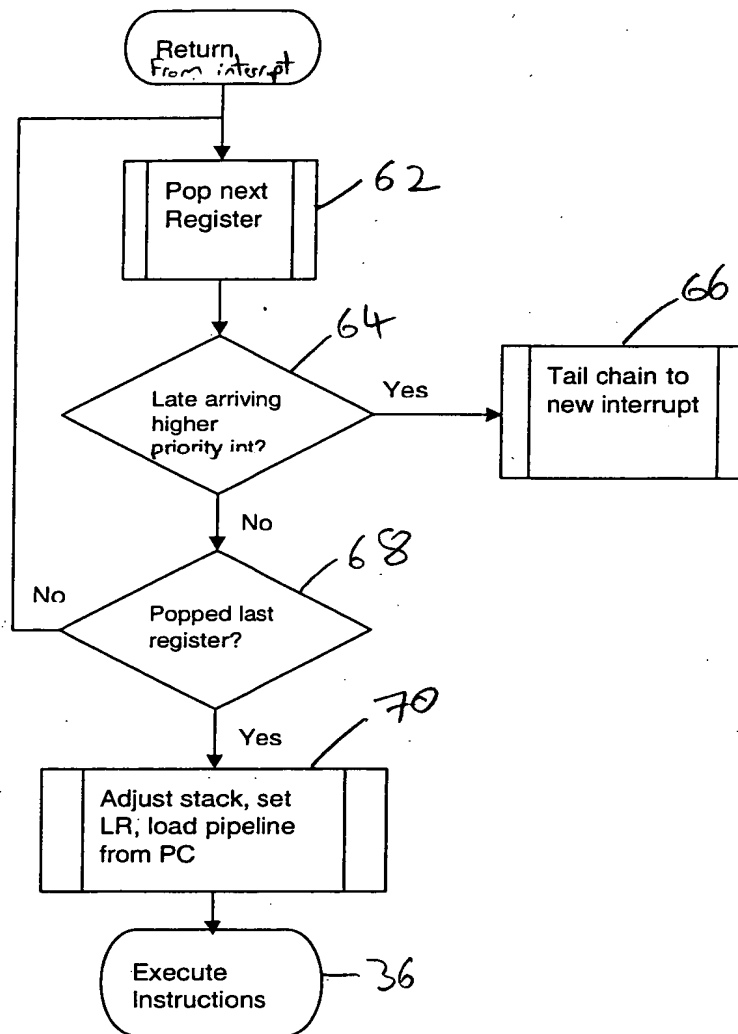 Return
From interrupt
Pop next
Register
62
64
Late arriving
higher
priority int?
Yes
66
Tail chain to
new interrupt
No
68
No
Popped last
register?
Yes
70
Adjust stack, set
LR, load pipeline
from PC
Execute
Instructions
36